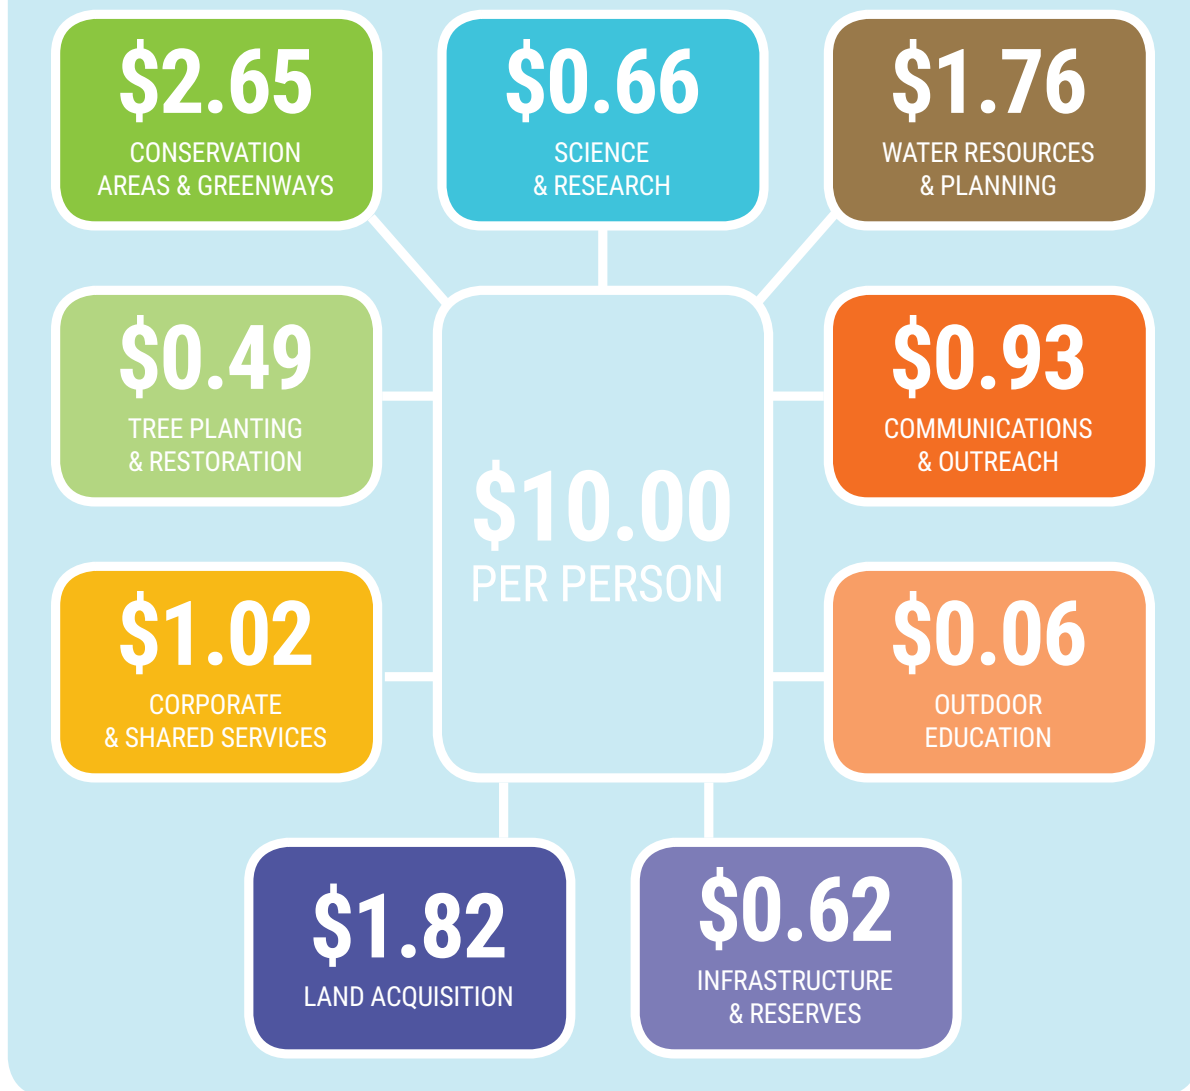 $2.65
CONSERVATION
AREAS & GREENWAYS
$0.66
SCIENCE
& RESEARCH
$1.76
WATER RESOURCES
& PLANNING
$0.49
TREE PLANTING
& RESTORATION
$10.00
PER PERSON
$0.93
COMMUNICATIONS
& OUTREACH
$1.02
CORPORATE
& SHARED SERVICES
$0.06
OUTDOOR
EDUCATION
$1.82
LAND ACQUISITION
$0.62
INFRASTRUCTURE
& RESERVES